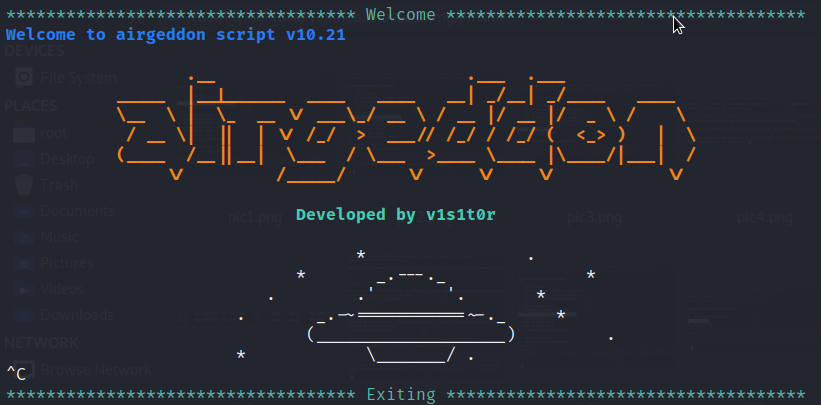 *********************************** Welcome ************************************
Welcome to airgeddon script v10.21
DEVICES
File System
airgeddon
PLACES
root
Desktop
Trash
Developed by v1s1t0r
Documents
pic1.png
pic3.png
pic4.png
Music
Pictures
Videos
Downloads
NETWORK
^C
Browse Network
*********************************** Exiting ************************************